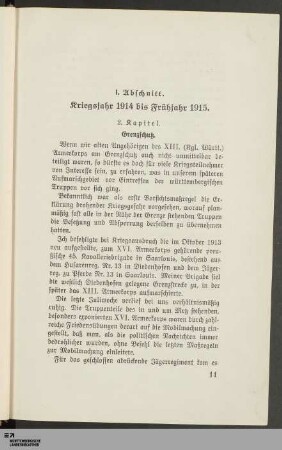 1. Abschnitt.
Kriegsjahr 1914 bis Frühjahr 1915.
2. Kapitel.
Grenzschutz.
Wenn wir alten Angehörigen des XIII. (Kgl. Württ.)
Armeekorps am Grenzschutz auch nicht unmittelbar be-
teiligt waren, so dürfte es doch für viele Kriegsteilnehmer
von Interesse sein, zu erfahren, was in unserem späteren
Aufmarschgebiet vor Eintreffen der württembergischen
Truppen vor sich ging.
Bekanntlich war als erste Vorsichtsmaßregel die Er-
klärung drohender Kriegsgefahr vorgesehen, worauf plan-
mäßig fast alle in der Nähe der Grenze stehenden Truppen
die Besetzung und Absperrung derselben zu übernehmen
hatten.
Ich befehligte bei Kriegsausbruch die im Oktober 1913
neu aufgestellte, zum XVI. Armeekorps gehörende preu-
ßische 45. Kavalleriebrigade in Saarlouis, bestehend aus
dem Husarenreg. Nr. 13 in Diedenhofen und dem Jäger-
reg. zu Pferde Nr. 13 in Saarlouis. Meiner Brigade fiel
die westlich Diedenhofen gelegene Grenzstrecke zu, in der
später das XIII. Armeekorps aufmarschierte.
Die letzte Juliwoche verlief bei uns verhältnismäßig
ruhig. Die Truppenteile des in und um Metz stehenden,
besonders exponierten XVI. Armeekorps waren durch zahl-
reiche Felddienstübungen derart auf die Mobilmachung ein-
gestellt, daß man, als die politischen Nachrichten immer
bedrohlicher wurden, ohne Befehl die letzten Maßregeln
zur Mobilmachung einleitete.
Für das geschlossen abrückende Jägerregiment kam es
11
WÜRTTEMBERGISCHE
LANDESBIBLIOTHEK